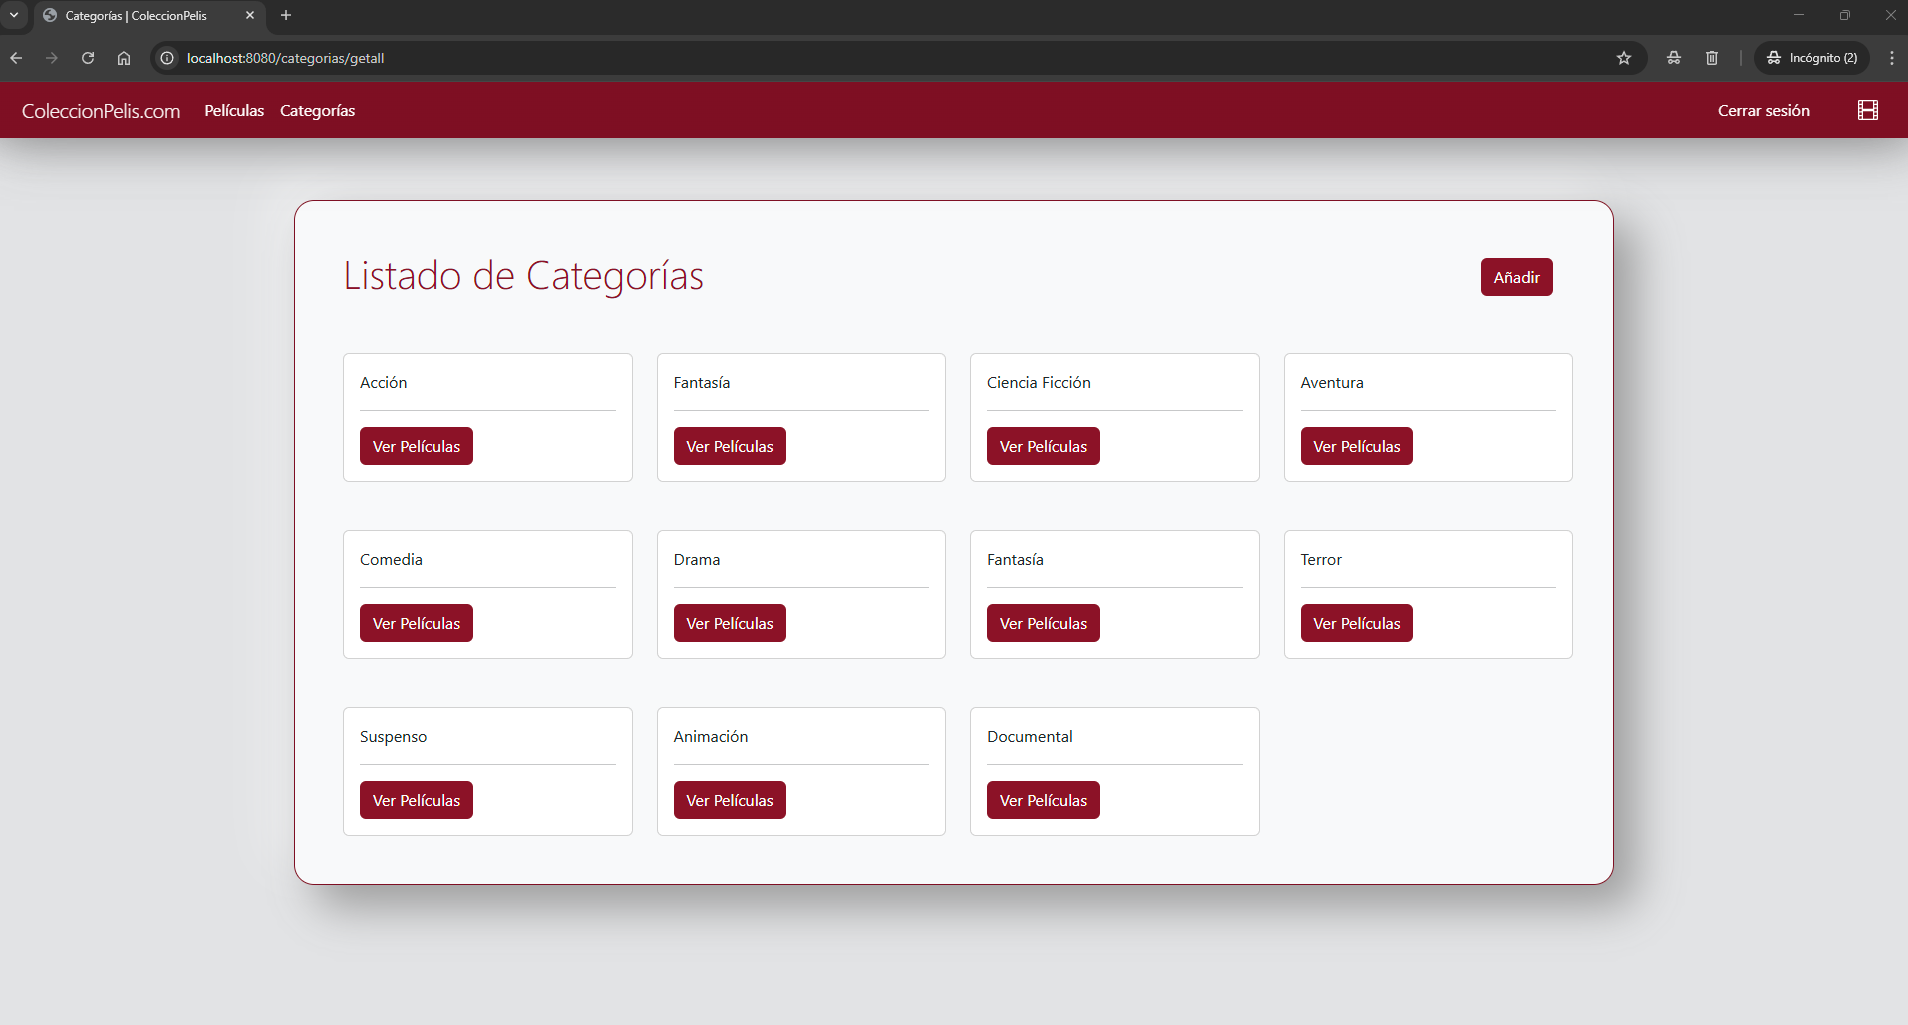 Categorías | ColeccionPelis
localhost:8080/categorias/getall
Incógnito (2)
ColeccionPelis.com Películas Categorías Cerrar sesión
Listado de Categorías Añadir
Acción Fantasía Ciencia Ficción Aventura
Ver Películas Ver Películas Ver Películas Ver Películas
Comedia Drama Fantasía Terror
Ver Películas Ver Películas Ver Películas Ver Películas
Suspenso Animación Documental
Ver Películas Ver Películas Ver Películas